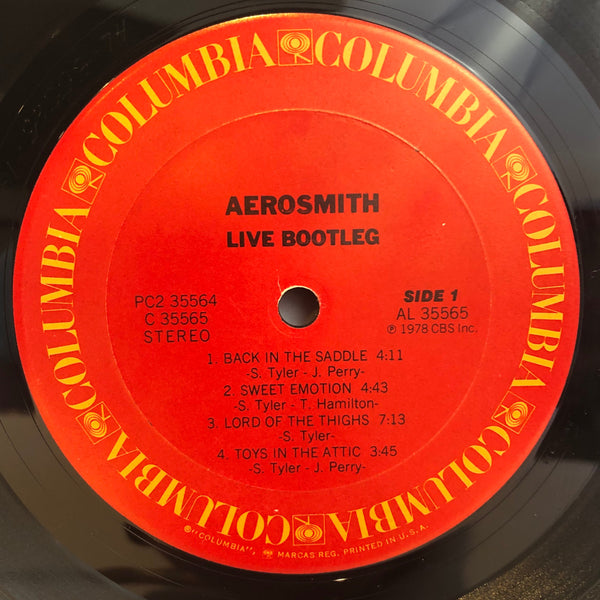 COLUMBIA COLUMBIA COLUMBIA COLUMBIA COLUMBIA COLUMBIA
AEROSMITH
LIVE BOOTLEG
PC2 35564
C 35565
STEREO
SIDE 1
AL 35565
℗ 1978 CBS Inc.
1. BACK IN THE SADDLE 4:11
-S. Tyler - J. Perry-
2. SWEET EMOTION 4:43
-S. Tyler - T. Hamilton-
3. LORD OF THE THIGHS 7:13
-S. Tyler-
4. TOYS IN THE ATTIC 3:45
-S. Tyler - J. Perry-
®"COLUMBIA", MARCAS REG. PRINTED IN U.S.A.